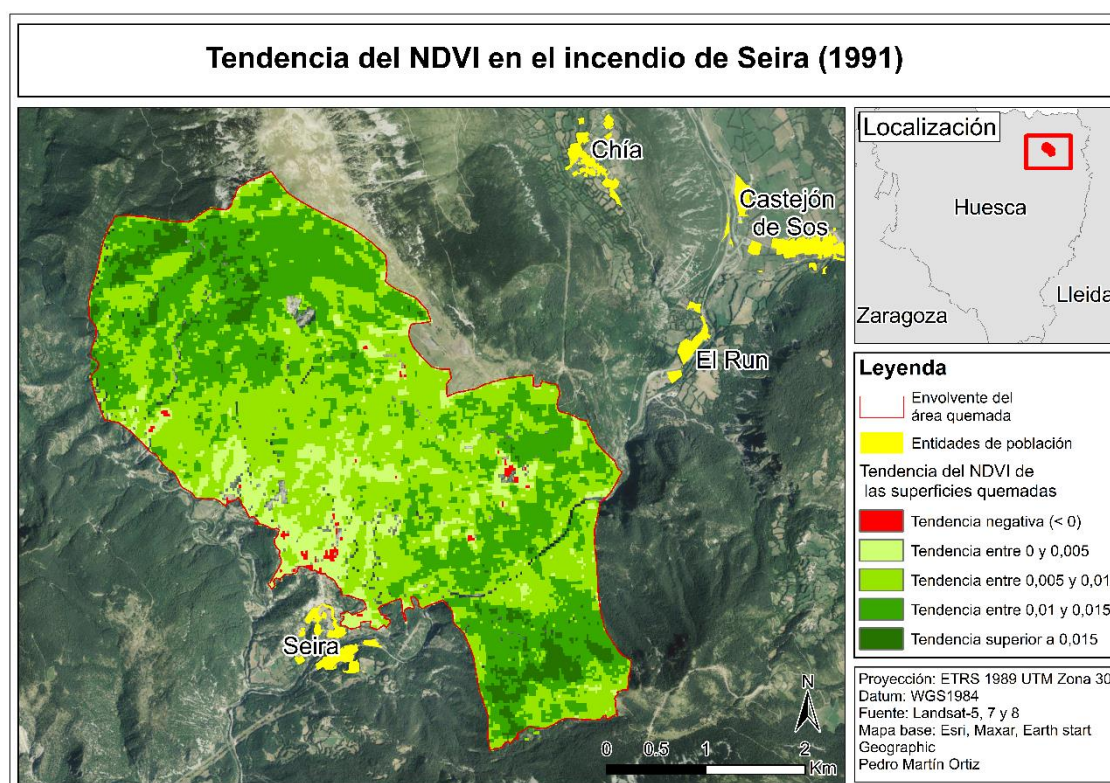 Tendencia del NDVI en el incendio de Seira (1991)
Chía
Castejón
de Sos
El Run
Seira
N
0 0.5 1 2
Km
Localización
Huesca
Zaragoza
Lleida
Leyenda
Envolvente del
área quemada
Entidades de población
Tendencia del NDVI de
las superficies quemadas
Tendencia negativa (< 0)
Tendencia entre 0 y 0,005
Tendencia entre 0,005 y 0,01
Tendencia entre 0,01 y 0,015
Tendencia superior a 0,015
Proyección: ETRS 1989 UTM Zona 30
Datum: WGS1984
Fuente: Landsat-5, 7 y 8
Mapa base: Esri, Maxar, Earth start
Geographic
Pedro Martín Ortiz